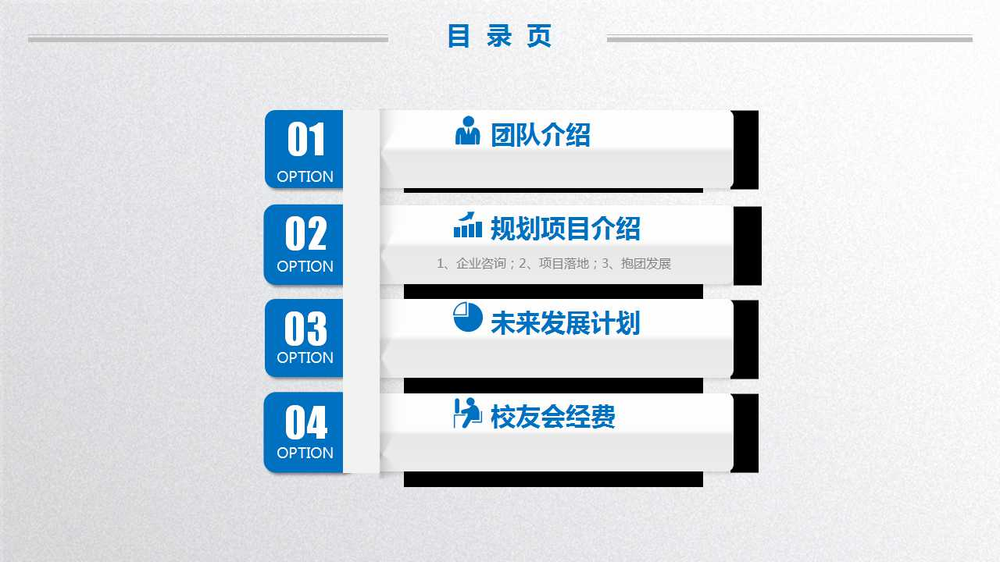 目 录 页
01
OPTION
团队介绍
02
OPTION
规划项目介绍
1、企业咨询；2、项目落地；3、抱团发展
03
OPTION
未来发展计划
04
OPTION
校友会经费